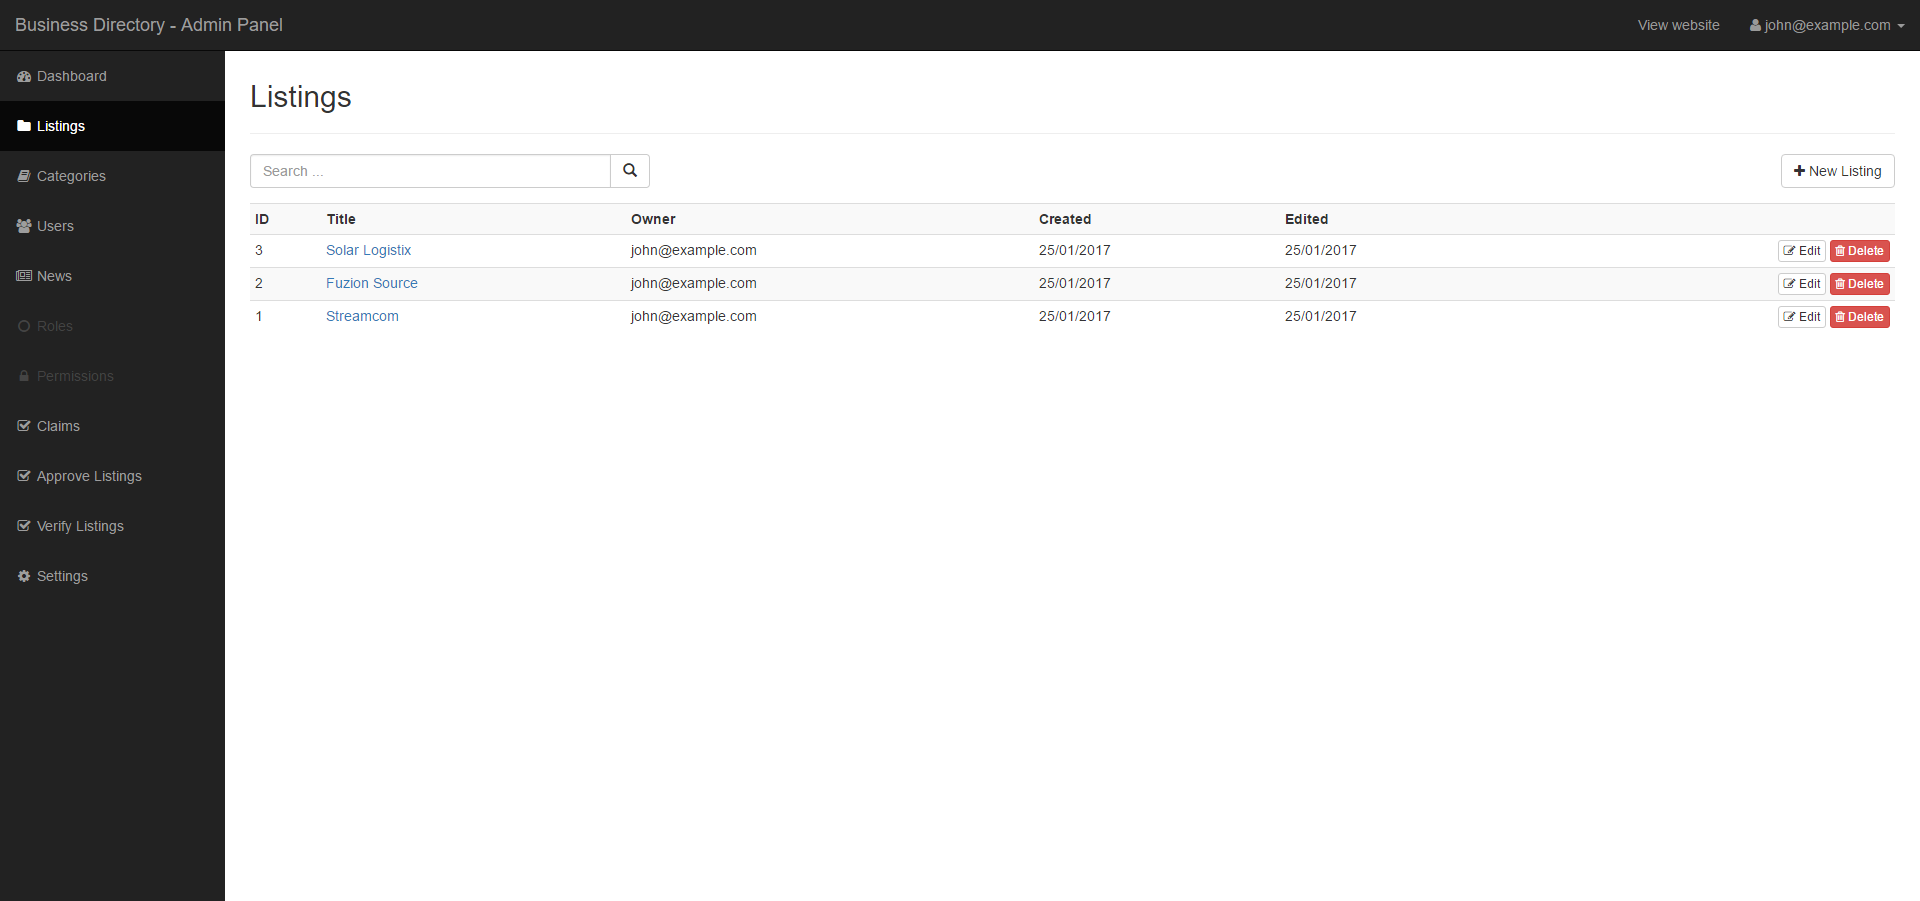 Business Directory - Admin Panel
View website
john@example.com
Dashboard
Listings
Categories
Users
News
Roles
Permissions
Claims
Approve Listings
Verify Listings
Settings
Listings
Search ...
New Listing
ID Title Owner Created Edited
3 Solar Logistix john@example.com 25/01/2017 25/01/2017 Edit Delete
2 Fuzion Source john@example.com 25/01/2017 25/01/2017 Edit Delete
1 Streamcom john@example.com 25/01/2017 25/01/2017 Edit Delete